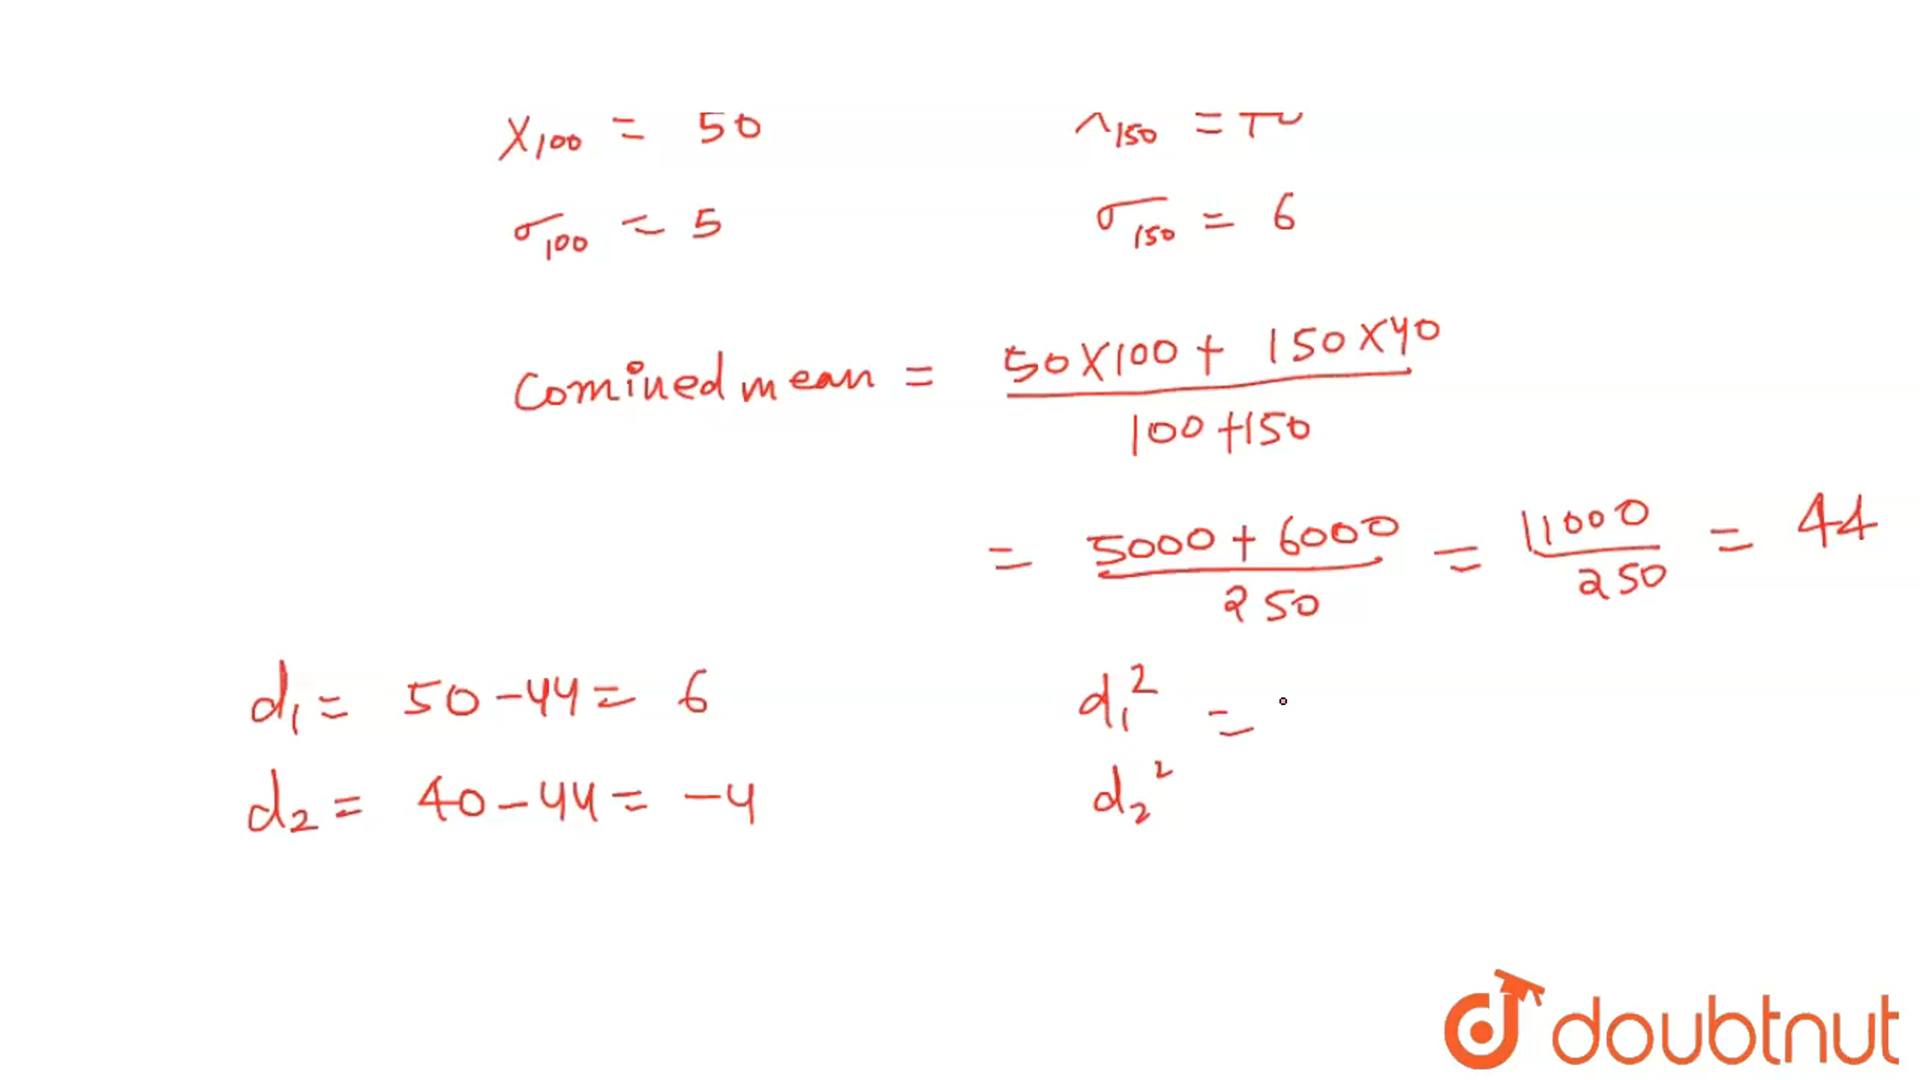 X₁₀₀ = 50
₁₅₀ =
σ₁₀₀ = 5
σ₁₅₀ = 6
Comined mean = (50×100 + 150×40) / (100+150)
= (5000 + 6000) / 250 = 11000 / 250 = 44
d₁ = 50 - 44 = 6
d₁² =
d₂ = 40 - 44 = -4
d₂²
doubtnut